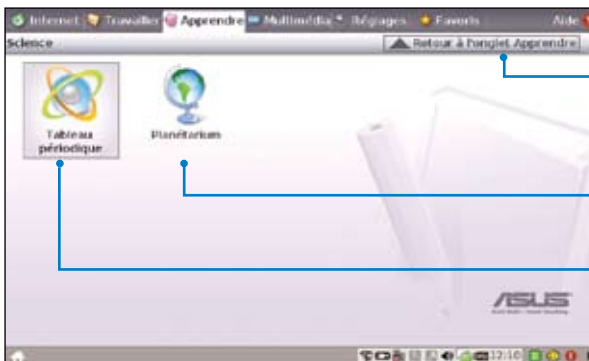 Internet Travailler Apprendre Multimédia Réglages Favoris Aide
Science Retour à l'onglet Apprendre
Tableau
périodique
Planétarium
ASUS
12:10